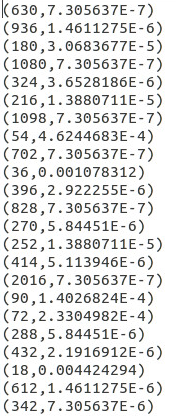 (630,7.305637E-7)
(936,1.4611275E-6)
(180,3.0683677E-5)
(1080,7.305637E-7)
(324,3.6528186E-6)
(216,1.3880711E-5)
(1098,7.305637E-7)
(54,4.6244683E-4)
(702,7.305637E-7)
(36,0.001078312)
(396,2.922255E-6)
(828,7.305637E-7)
(270,5.84451E-6)
(252,1.3880711E-5)
(414,5.113946E-6)
(2016,7.305637E-7)
(90,1.4026824E-4)
(72,2.3304982E-4)
(288,5.84451E-6)
(432,2.1916912E-6)
(18,0.004424294)
(612,1.4611275E-6)
(342,7.305637E-6)